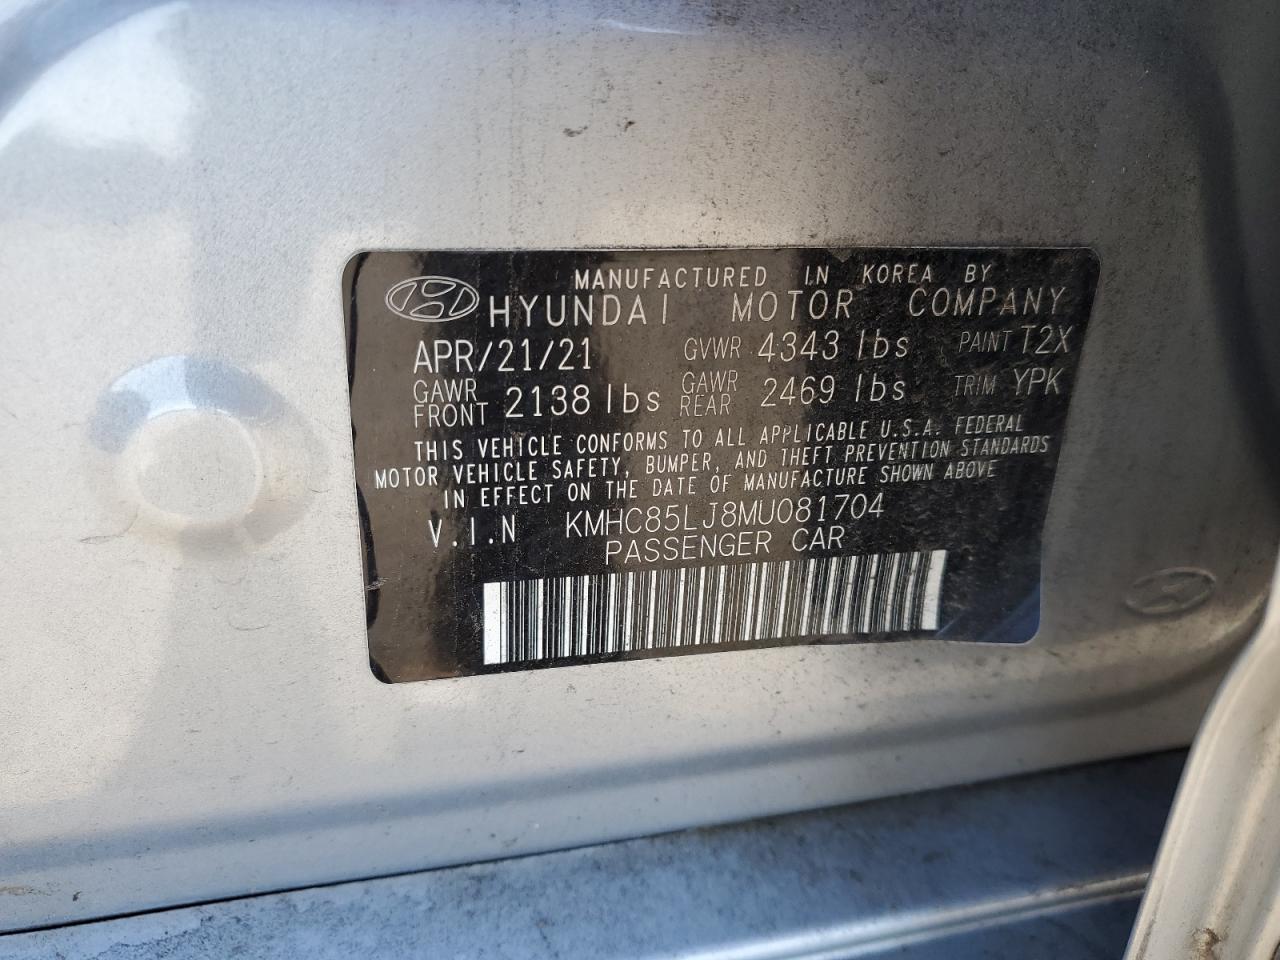 MANUFACTURED IN KOREA BY
HYUNDAI MOTOR COMPANY
APR/21/21 GVWR 4343 lbs PAINT T2X
GAWR FRONT 2138 lbs GAWR REAR 2469 lbs TRIM YPK
THIS VEHICLE CONFORMS TO ALL APPLICABLE U.S.A. FEDERAL
MOTOR VEHICLE SAFETY, BUMPER, AND THEFT PREVENTION STANDARDS
IN EFFECT ON THE DATE OF MANUFACTURE SHOWN ABOVE
V.I.N KMHC85LJ8MU081704
PASSENGER CAR